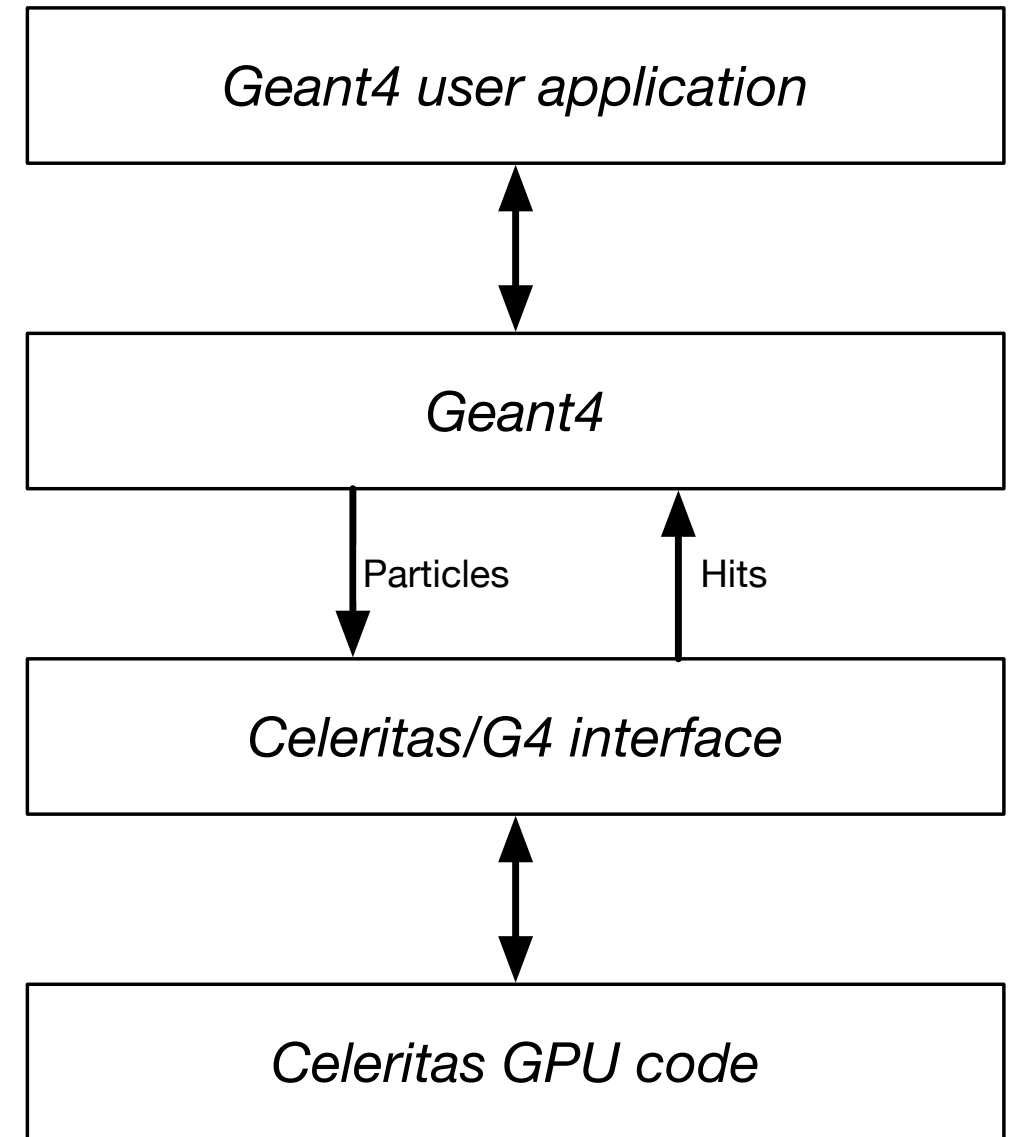 Geant4 user application
Geant4
Particles
Hits
Celeritas/G4 interface
Celeritas GPU code